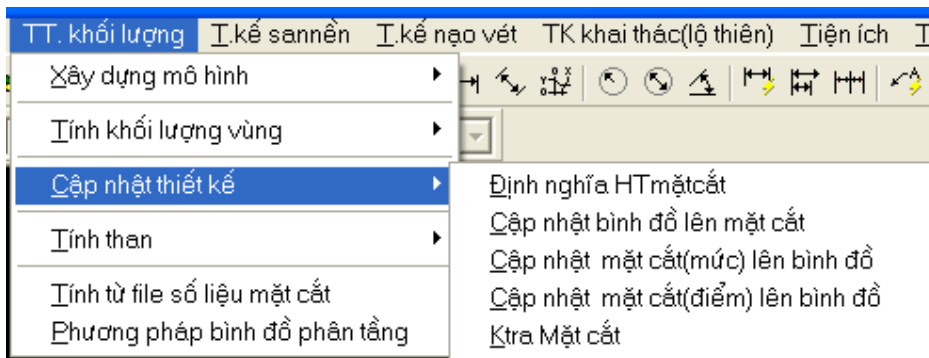 TT. khối lượng T.kế sannền T.kế nạo vét TK khai thác(lộ thiên) Tiện ích T
Xây dựng mô hình
Tính khối lượng vùng
Cập nhật thiết kế
Định nghĩa HTmặtcắt
Cập nhật bình đồ lên mặt cắt
Cập nhật mặt cắt(mức) lên bình đồ
Cập nhật mặt cắt(điểm) lên bình đồ
Ktra Mặt cắt
Tính than
Tính từ file số liệu mặt cắt
Phương pháp bình đồ phân tầng